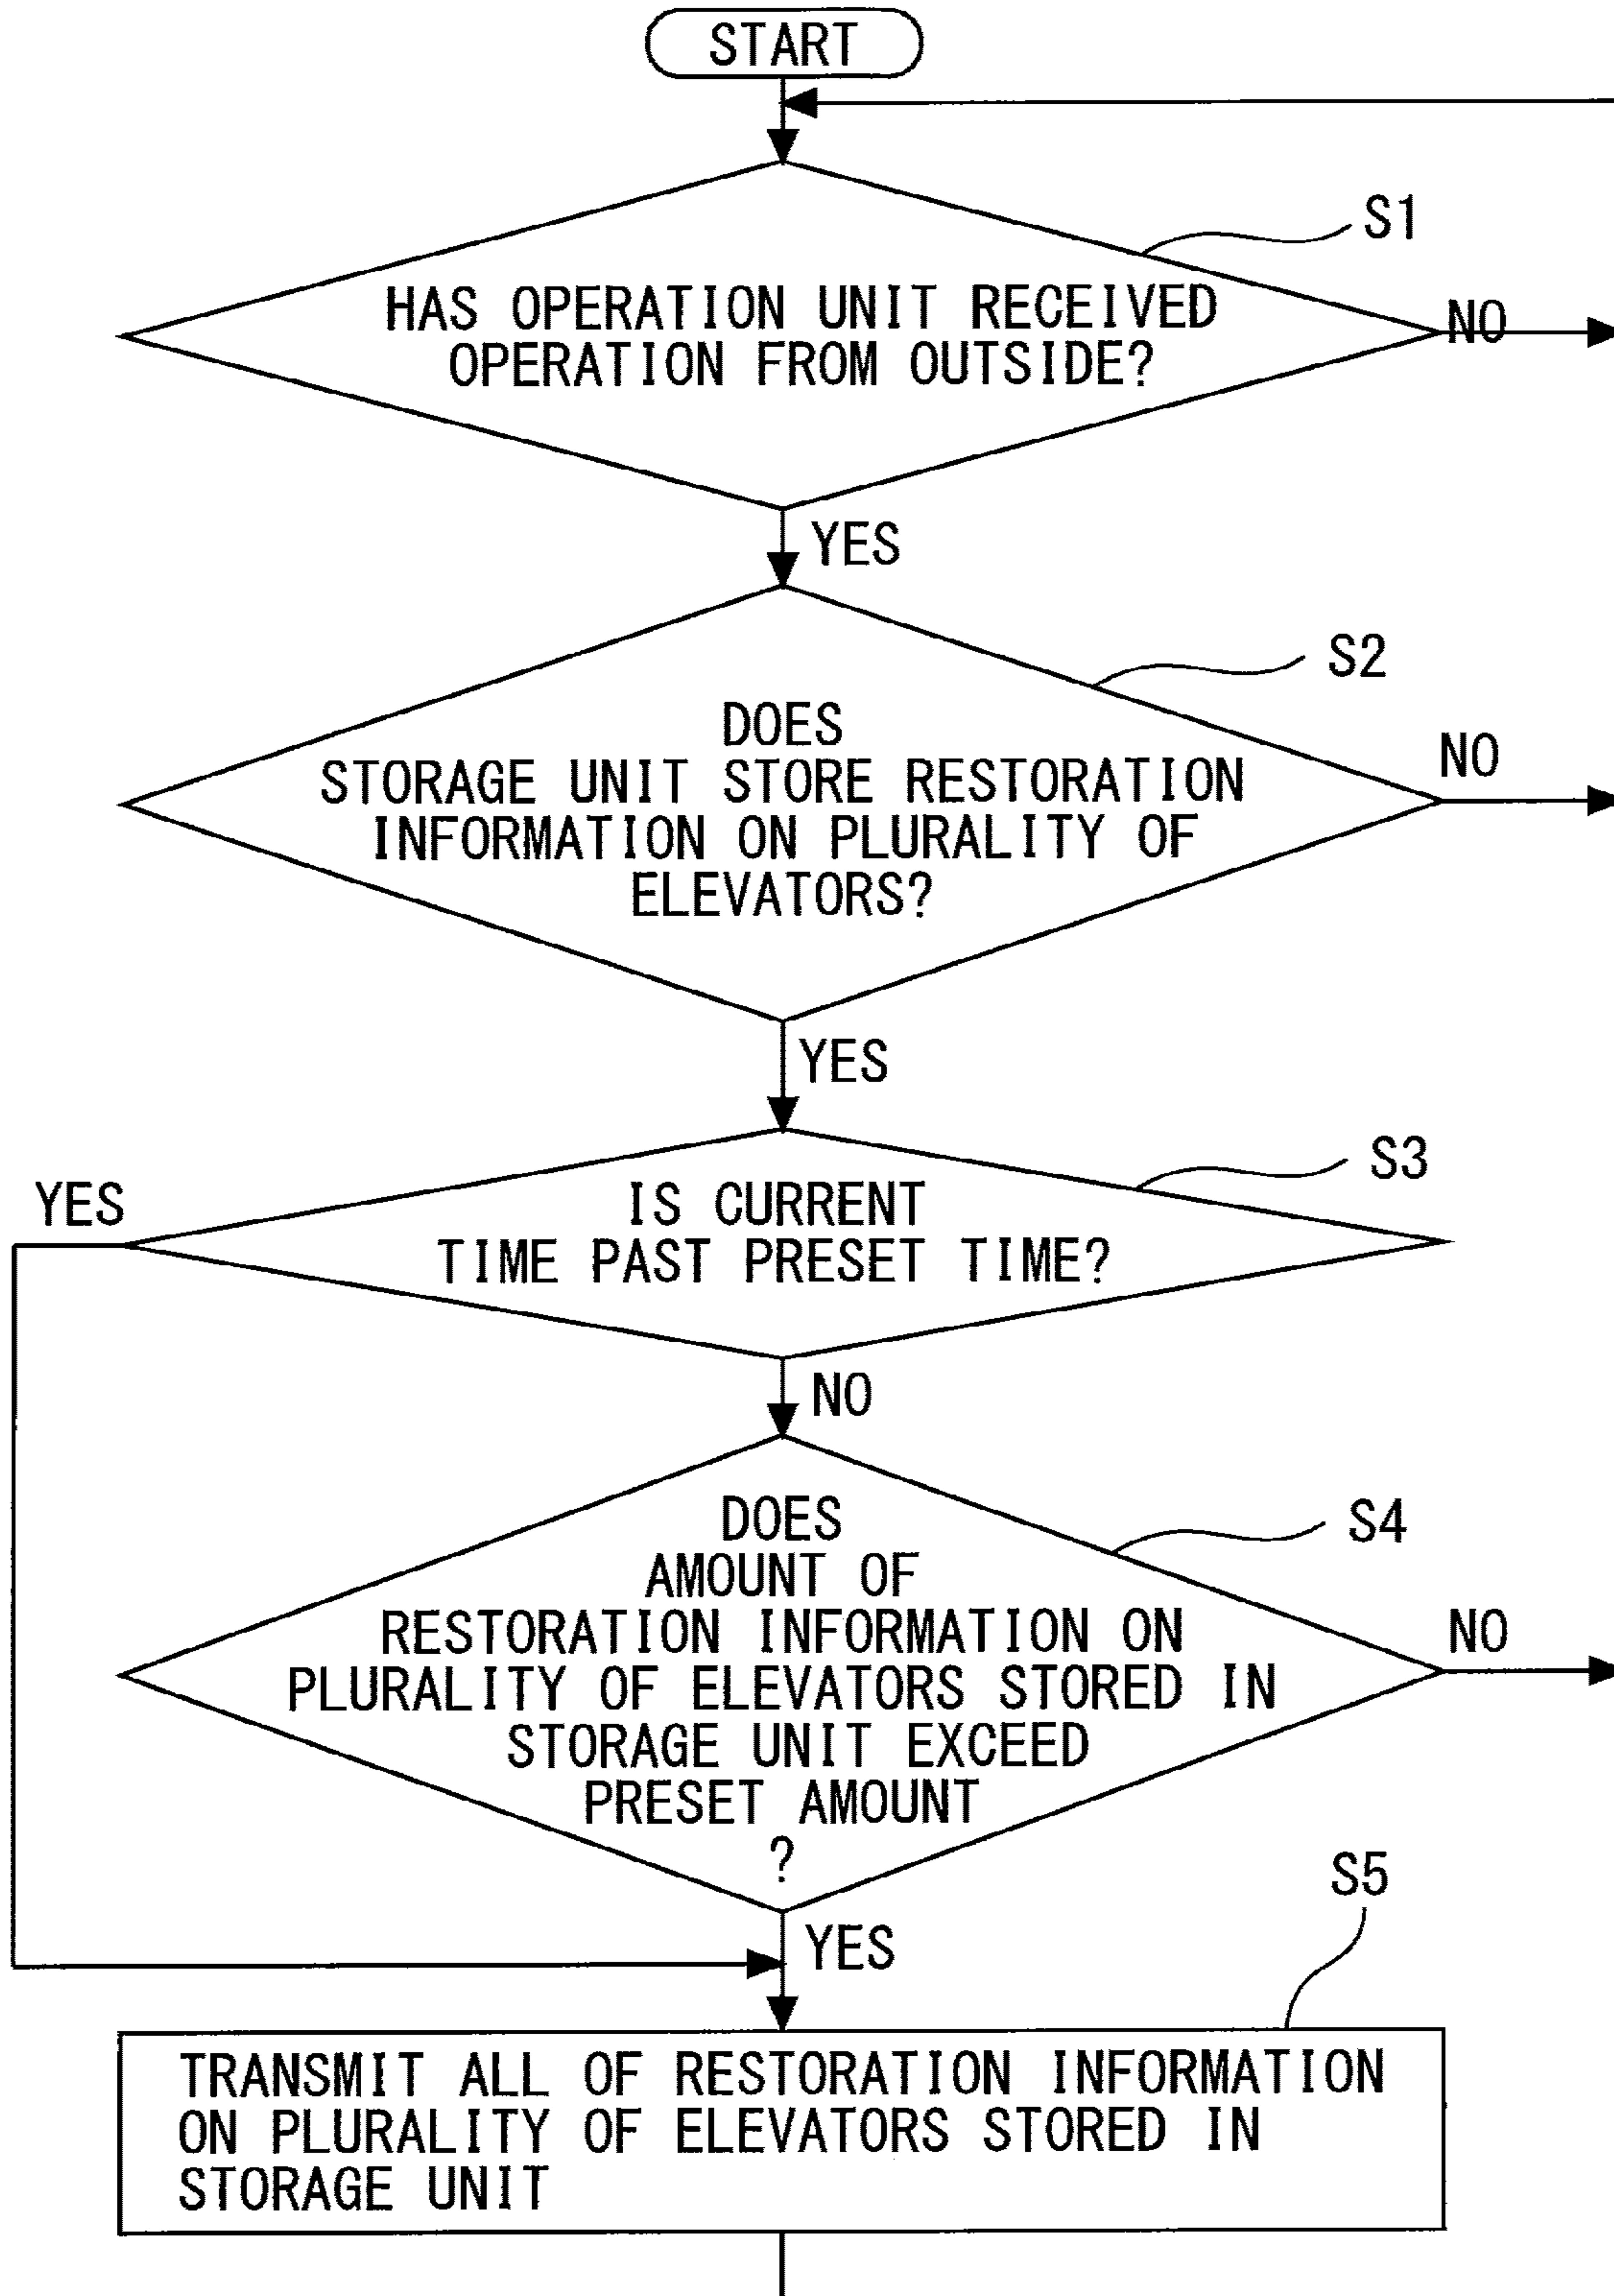 START
S1
HAS OPERATION UNIT RECEIVED
OPERATION FROM OUTSIDE?
NO
YES
S2
DOES
STORAGE UNIT STORE RESTORATION
INFORMATION ON PLURALITY OF
ELEVATORS?
NO
YES
S3
YES
IS CURRENT
TIME PAST PRESET TIME?
NO
S4
DOES
AMOUNT OF
RESTORATION INFORMATION ON
PLURALITY OF ELEVATORS STORED IN
STORAGE UNIT EXCEED
PRESET AMOUNT
?
NO
S5
YES
TRANSMIT ALL OF RESTORATION INFORMATION
ON PLURALITY OF ELEVATORS STORED IN
STORAGE UNIT